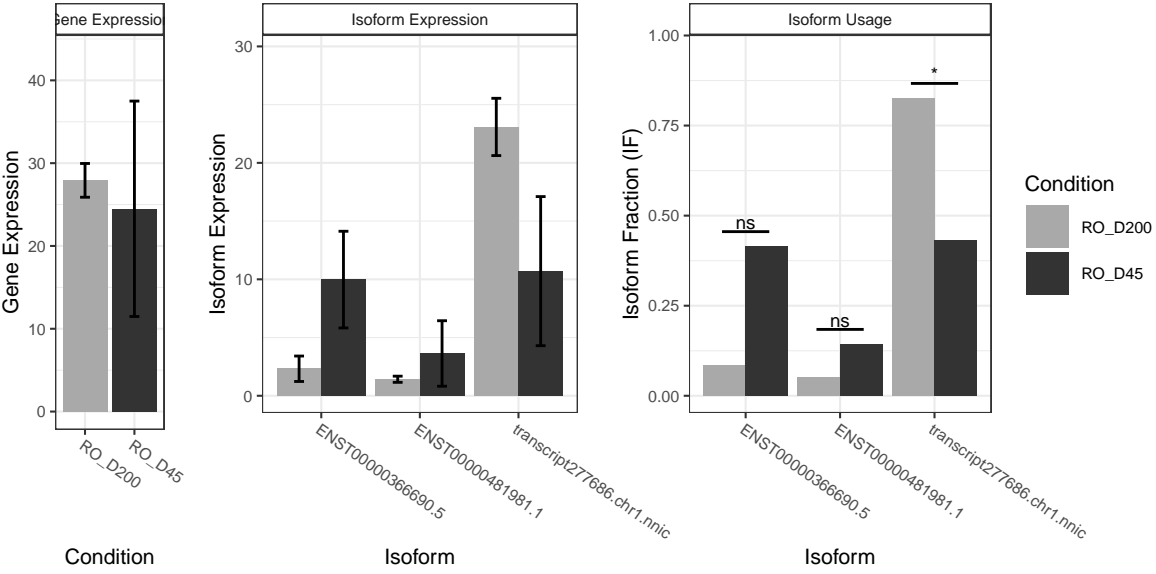 Gene Expression
Isoform Expression
Isoform Usage
Gene Expression
40
30
20
10
0
RO_D200
RO_D45
Condition
Isoform Expression
30
20
10
0
ENST00000366690.5
ENST00000481981.1
transcript277686.chr1.nnic
Isoform
Isoform Fraction (IF)
1.00
0.75
0.50
0.25
0.00
ns
ns
*
ENST00000366690.5
ENST00000481981.1
transcript277686.chr1.nnic
Isoform
Condition
RO_D200
RO_D45